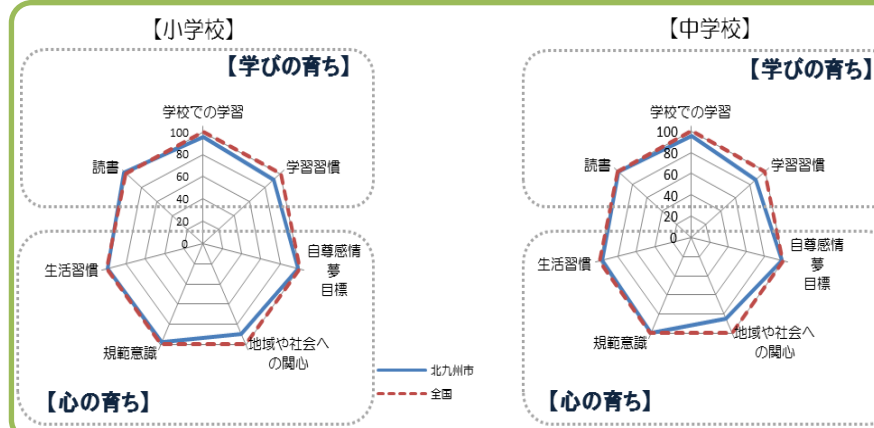 【小学校】
【学びの育ち】
学校での学習
100
80
60
40
20
0
読書
学習習慣
生活習慣
自尊感情
夢
目標
規範意識
地域や社会へ
の関心
【心の育ち】
北九州市
全国
【中学校】
【学びの育ち】
学校での学習
100
80
60
40
20
0
読書
学習習慣
生活習慣
自尊感情
夢
目標
規範意識
地域や社会へ
の関心
【心の育ち】